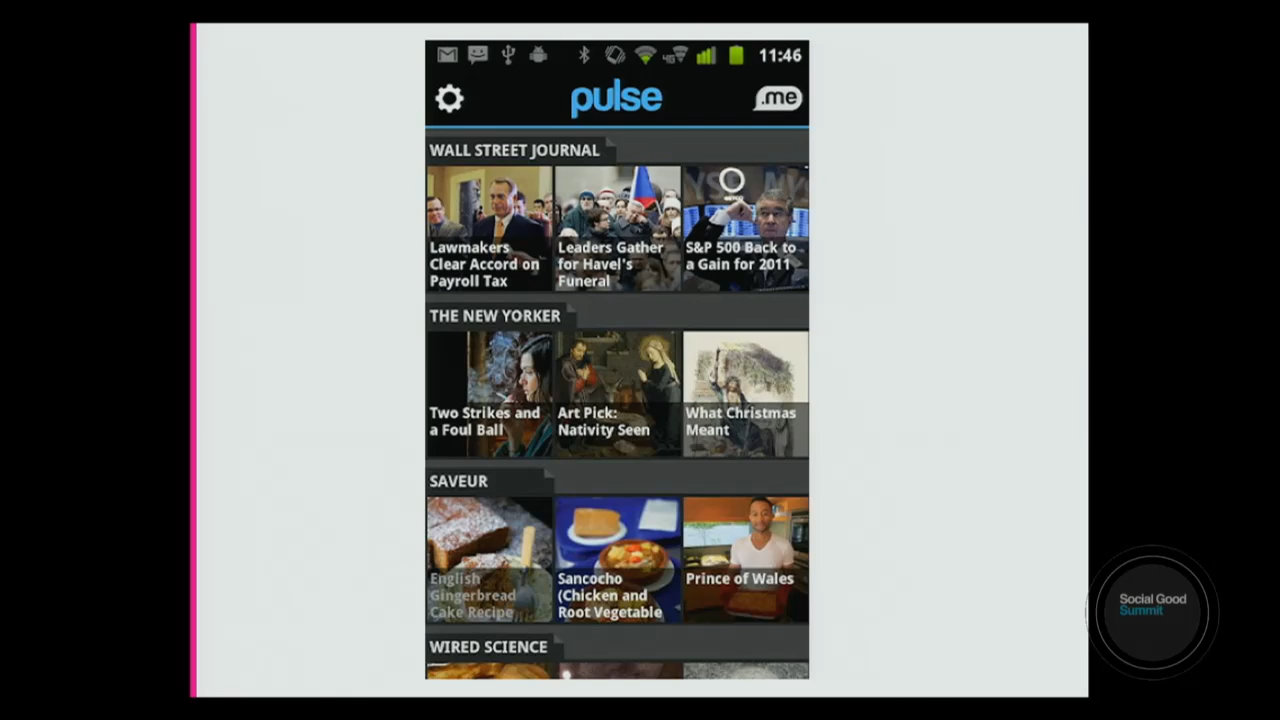 11:46
pulse
.me
WALL STREET JOURNAL
Lawmakers
Clear Accord on
Payroll Tax
Leaders Gather
for Havel's
Funeral
S&P 500 Back to
a Gain for 2011
THE NEW YORKER
Two Strikes and
a Foul Ball
Art Pick:
Nativity Seen
What Christmas
Meant
SAVEUR
English
Gingerbread
Cake Recipe
Sancocho
(Chicken and
Root Vegetable
Prince of Wales
WIRED SCIENCE
Social Good
Summit